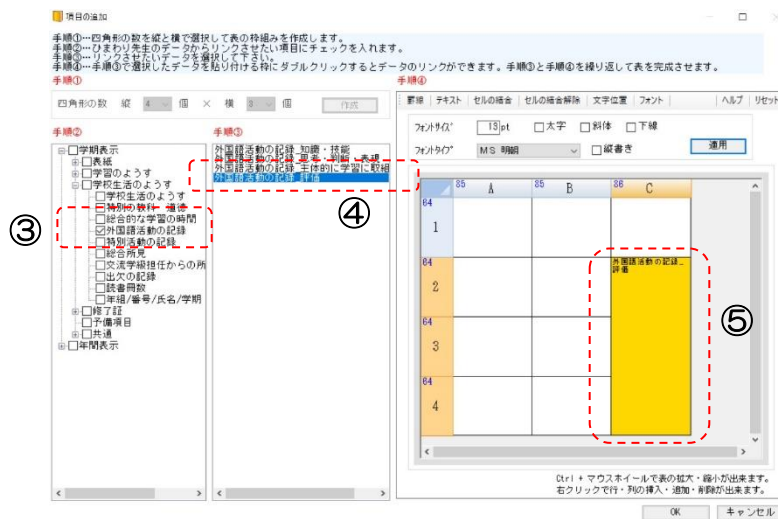 項目の追加
手順①…四角形の数を縦と横で選択して表の枠組みを作成します。
手順②…ひまわり先生のデータからリンクさせたい項目にチェックを入れます。
手順③…リンクさせたいデータを選択して下さい。
手順④…手順③で選択したデータを貼り付ける枠にダブルクリックするとデータのリンクができます。手順③と手順④を繰り返して表を完成させます。
手順①
四角形の数 縦 4 個 × 横 3 個 作成
手順②
学期表示
表紙
学習のようす
学校生活のようす
学校生活のようす
特別の教科 道徳
総合的な学習の時間
外国語活動の記録
特別活動の記録
総合所見
交流学級担任からの所
出欠の記録
読書冊数
年組/番号/氏名/学期
修了証
予備項目
共通
年間表示
③
手順③
外国語活動の記録_知識・技能
外国語活動の記録_思考・判断・表現
外国語活動の記録_主体的に学習に取組
外国語活動の記録_評価
④
手順④
罫線 テキスト セルの結合 セルの結合解除 文字位置 フォント ヘルプ リセット
フォントサイズ 13 pt 太字 斜体 下線
フォントタイプ MS 明朝 縦書き 適用
85 A 85 B 86 C
64
1
64
2
64
3
64
4
外国語活動の記録_
評価
⑤
Ctrl + マウスホイールで表の拡大・縮小が出来ます。
右クリックで行・列の挿入・追加・削除が出来ます。
OK キャンセル